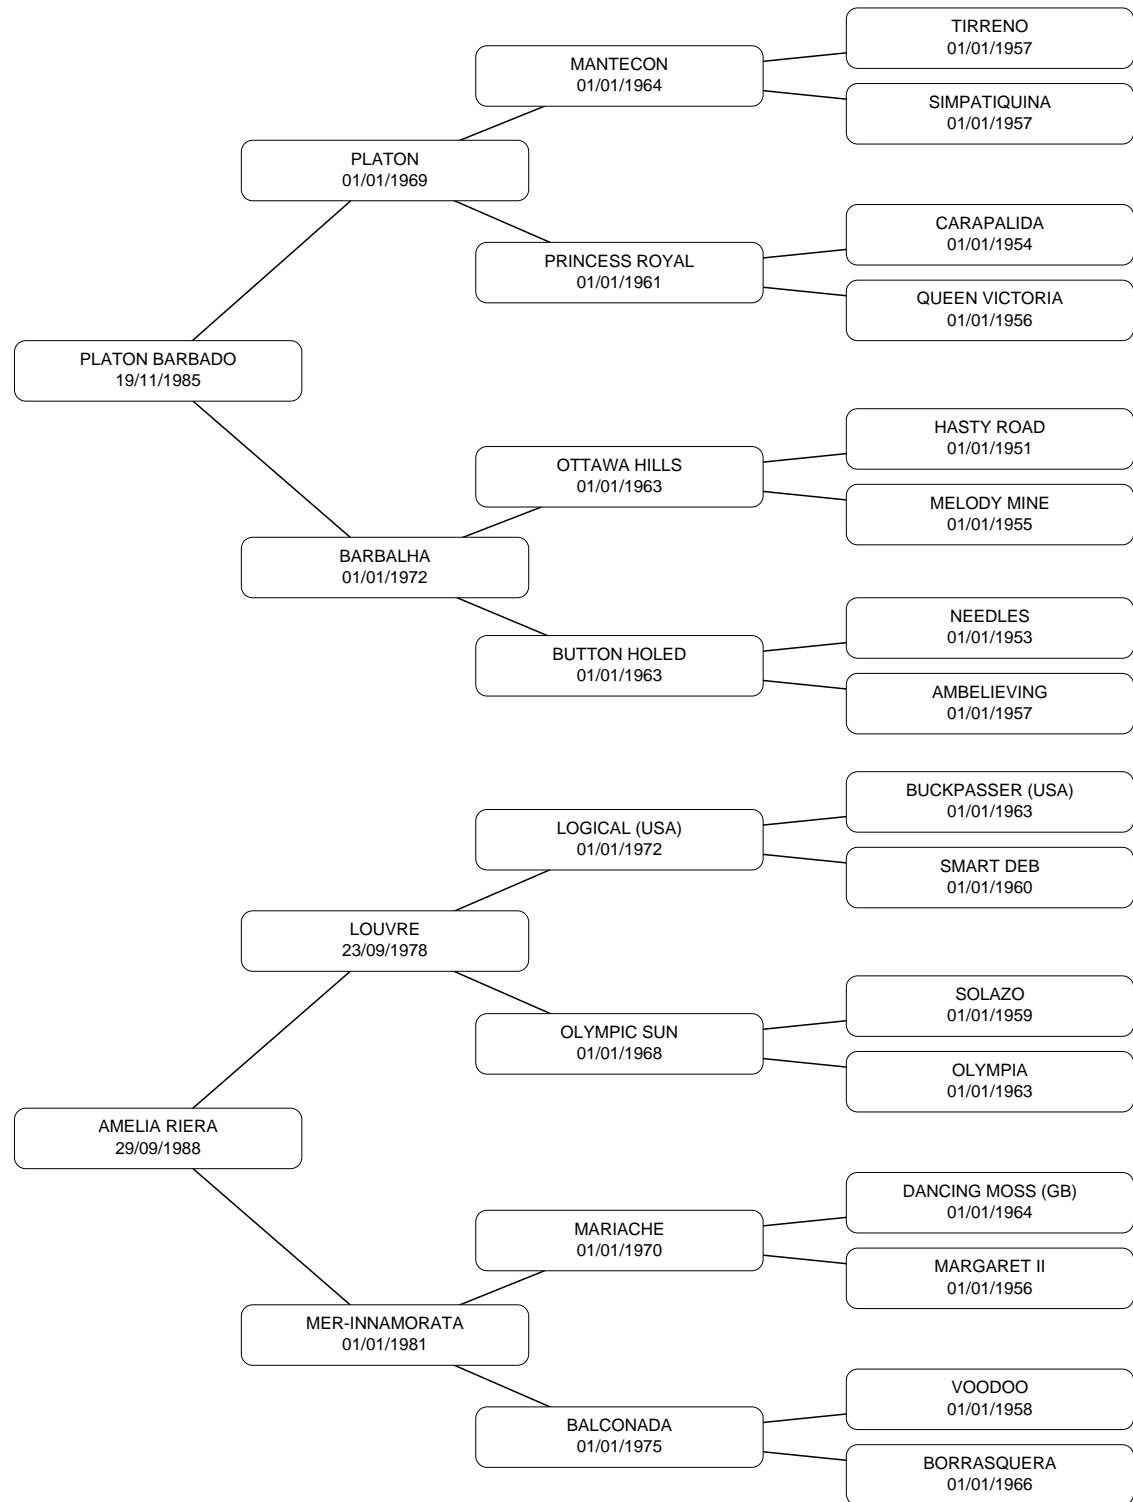 TIRRENO
01/01/1957
MANTECON
01/01/1964
SIMPATIQUINA
01/01/1957
PLATON
01/01/1969
CARAPALIDA
01/01/1954
PRINCESS ROYAL
01/01/1961
QUEEN VICTORIA
01/01/1956
PLATON BARBADO
19/11/1985
HASTY ROAD
01/01/1951
OTTAWA HILLS
01/01/1963
MELODY MINE
01/01/1955
BARBALHA
01/01/1972
NEEDLES
01/01/1953
BUTTON HOLED
01/01/1963
AMBELIEVING
01/01/1957
BUCKPASSER (USA)
01/01/1963
LOGICAL (USA)
01/01/1972
SMART DEB
01/01/1960
LOUVRE
23/09/1978
SOLAZO
01/01/1959
OLYMPIC SUN
01/01/1968
OLYMPIA
01/01/1963
AMELIA RIERA
29/09/1988
DANCING MOSS (GB)
01/01/1964
MARIACHE
01/01/1970
MARGARET II
01/01/1956
MER-INNAMORATA
01/01/1981
VOODOO
01/01/1958
BALCONADA
01/01/1975
BORRASQUERA
01/01/1966